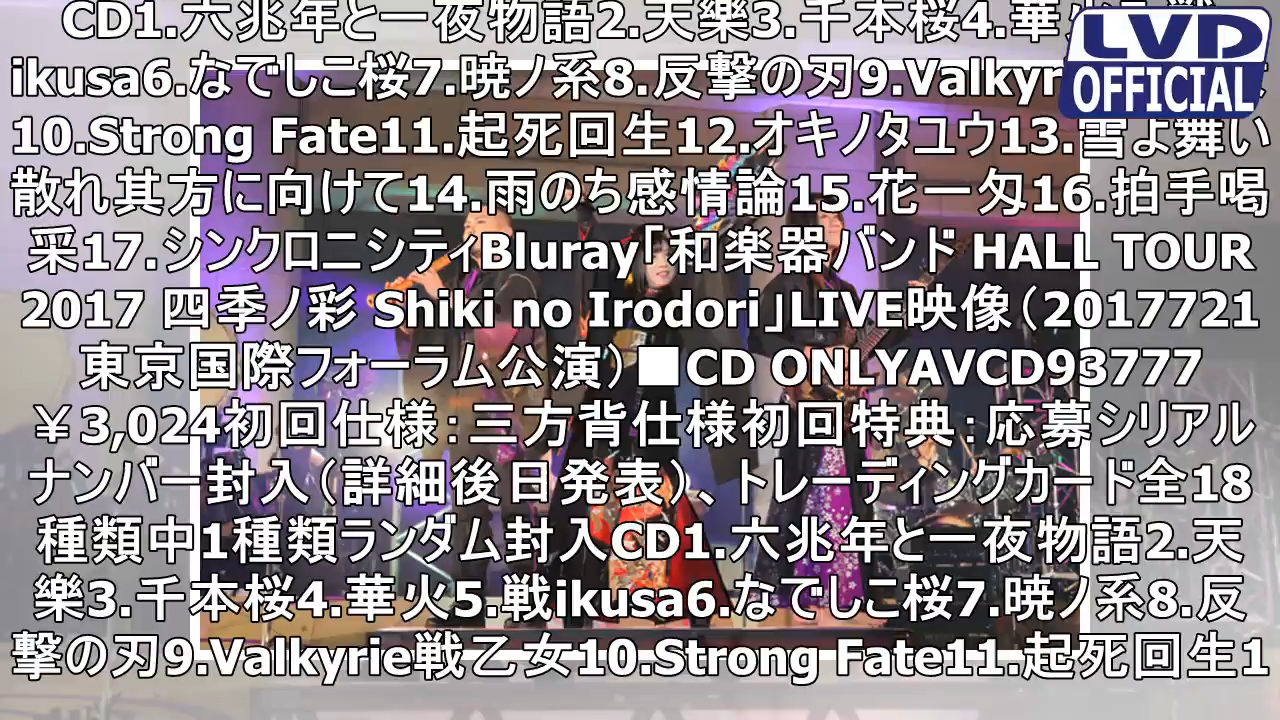 CD1.六兆年と一夜物語2.天樂3.千本桜4.華火5.戦
LVD
OFFICIAL
ikusa6.なでしこ桜7.暁ノ糸8.反撃の刃9.Valkyrie
10.Strong Fate11.起死回生12.オキノタユウ13.雪よ舞い
散れ其方に向けて14.雨のち感情論15.花一匁16.拍手喝
采17.シンクロニシティBluray「和楽器バンド HALL TOUR
2017 四季ノ彩 Shiki no Irodori」LIVE映像（2017721
東京国際フォーラム公演）■CD ONLYAVCD93777
￥3,024初回仕様：三方背仕様初回特典：応募シリアル
ナンバー封入（詳細後日発表）、トレーディングカード全18
種類中1種類ランダム封入CD1.六兆年と一夜物語2.天
樂3.千本桜4.華火5.戦ikusa6.なでしこ桜7.暁ノ糸8.反
撃の刃9.Valkyrie戦乙女10.Strong Fate11.起死回生1